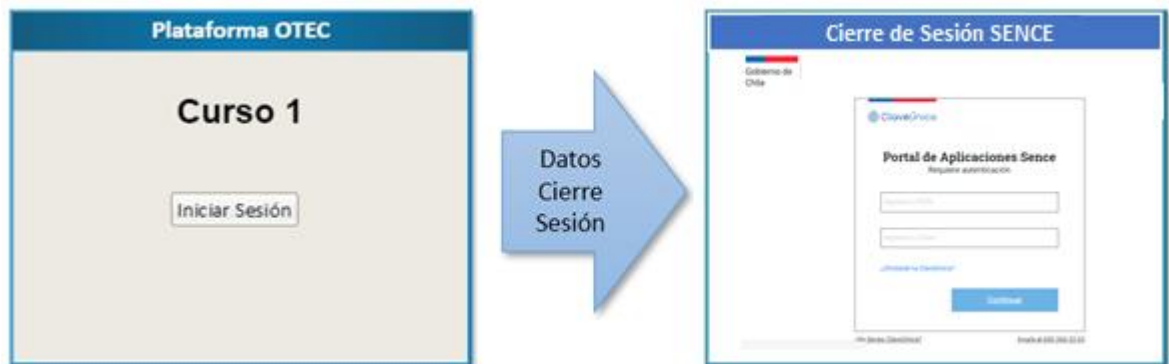 Plataforma OTEC
Curso 1
Iniciar Sesión
Datos
Cierre
Sesión
Cierre de Sesión SENCE
Gobierno de
Chile
ClaveÚnica
Portal de Aplicaciones Sence
Requiere autenticación
Continuar